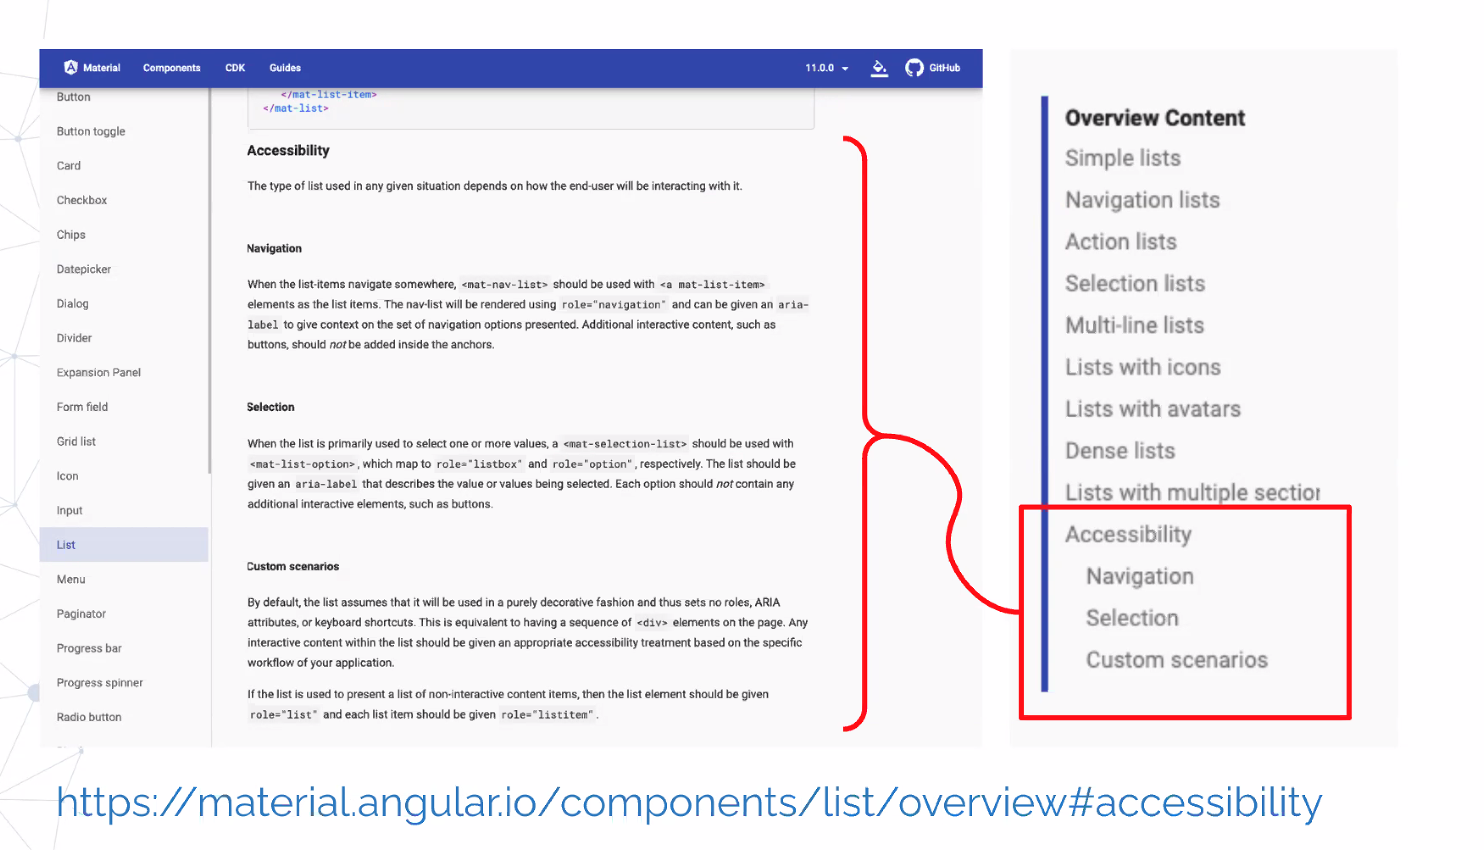 Material Components CDK Guides 11.0.0 GitHub
Button
Button toggle
Card
Checkbox
Chips
Datepicker
Dialog
Divider
Expansion Panel
Form field
Grid list
Icon
Input
List
Menu
Paginator
Progress bar
Progress spinner
Radio button
</mat-list-item>
</mat-list>
Accessibility
The type of list used in any given situation depends on how the end-user will be interacting with it.
Navigation
When the list-items navigate somewhere, <mat-nav-list> should be used with <a mat-list-item>
elements as the list items. The nav-list will be rendered using role="navigation" and can be given an aria-
label to give context on the set of navigation options presented. Additional interactive content, such as
buttons, should not be added inside the anchors.
Selection
When the list is primarily used to select one or more values, a <mat-selection-list> should be used with
<mat-list-option>, which map to role="listbox" and role="option", respectively. The list should be
given an aria-label that describes the value or values being selected. Each option should not contain any
additional interactive elements, such as buttons.
Custom scenarios
By default, the list assumes that it will be used in a purely decorative fashion and thus sets no roles, ARIA
attributes, or keyboard shortcuts. This is equivalent to having a sequence of <div> elements on the page. Any
interactive content within the list should be given an appropriate accessibility treatment based on the specific
workflow of your application.
If the list is used to present a list of non-interactive content items, then the list element should be given
role="list" and each list item should be given role="listitem".
Overview Content
Simple lists
Navigation lists
Action lists
Selection lists
Multi-line lists
Lists with icons
Lists with avatars
Dense lists
Lists with multiple section
Accessibility
Navigation
Selection
Custom scenarios
https://material.angular.io/components/list/overview#accessibility